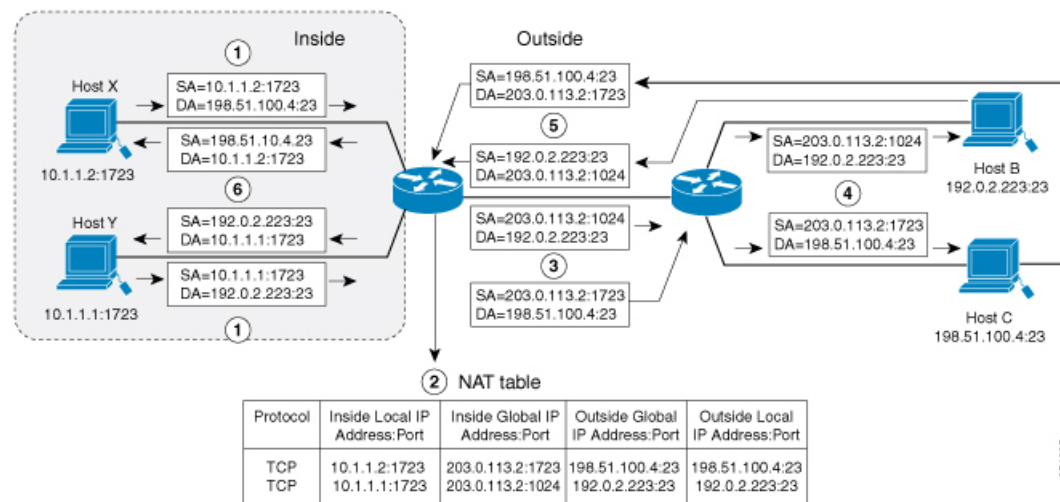 Inside
Outside
1
Host X
SA=10.1.1.2:1723
DA=198.51.100.4:23
SA=198.51.10.4.23
DA=10.1.1.2:1723
10.1.1.2:1723
6
Host Y
SA=192.0.2.223:23
DA=10.1.1.1:1723
SA=10.1.1.1:1723
DA=192.0.2.223:23
10.1.1.1:1723
1
SA=198.51.100.4:23
DA=203.0.113.2:1723
5
SA=192.0.2.223:23
DA=203.0.113.2:1024
SA=203.0.113.2:1024
DA=192.0.2.223:23
3
SA=203.0.113.2:1723
DA=198.51.100.4:23
SA=203.0.113.2:1024
DA=192.0.2.223:23
Host B
192.0.2.223:23
4
SA=203.0.113.2:1723
DA=198.51.100.4:23
Host C
198.51.100.4:23
2 NAT table
Protocol Inside Local IP Inside Global IP Outside Global Outside Local
Address:Port Address:Port IP Address:Port IP Address:Port
TCP 10.1.1.2:1723 203.0.113.2:1723 198.51.100.4:23 198.51.100.4:23
TCP 10.1.1.1:1723 203.0.113.2:1024 192.0.2.223:23 192.0.2.223:23